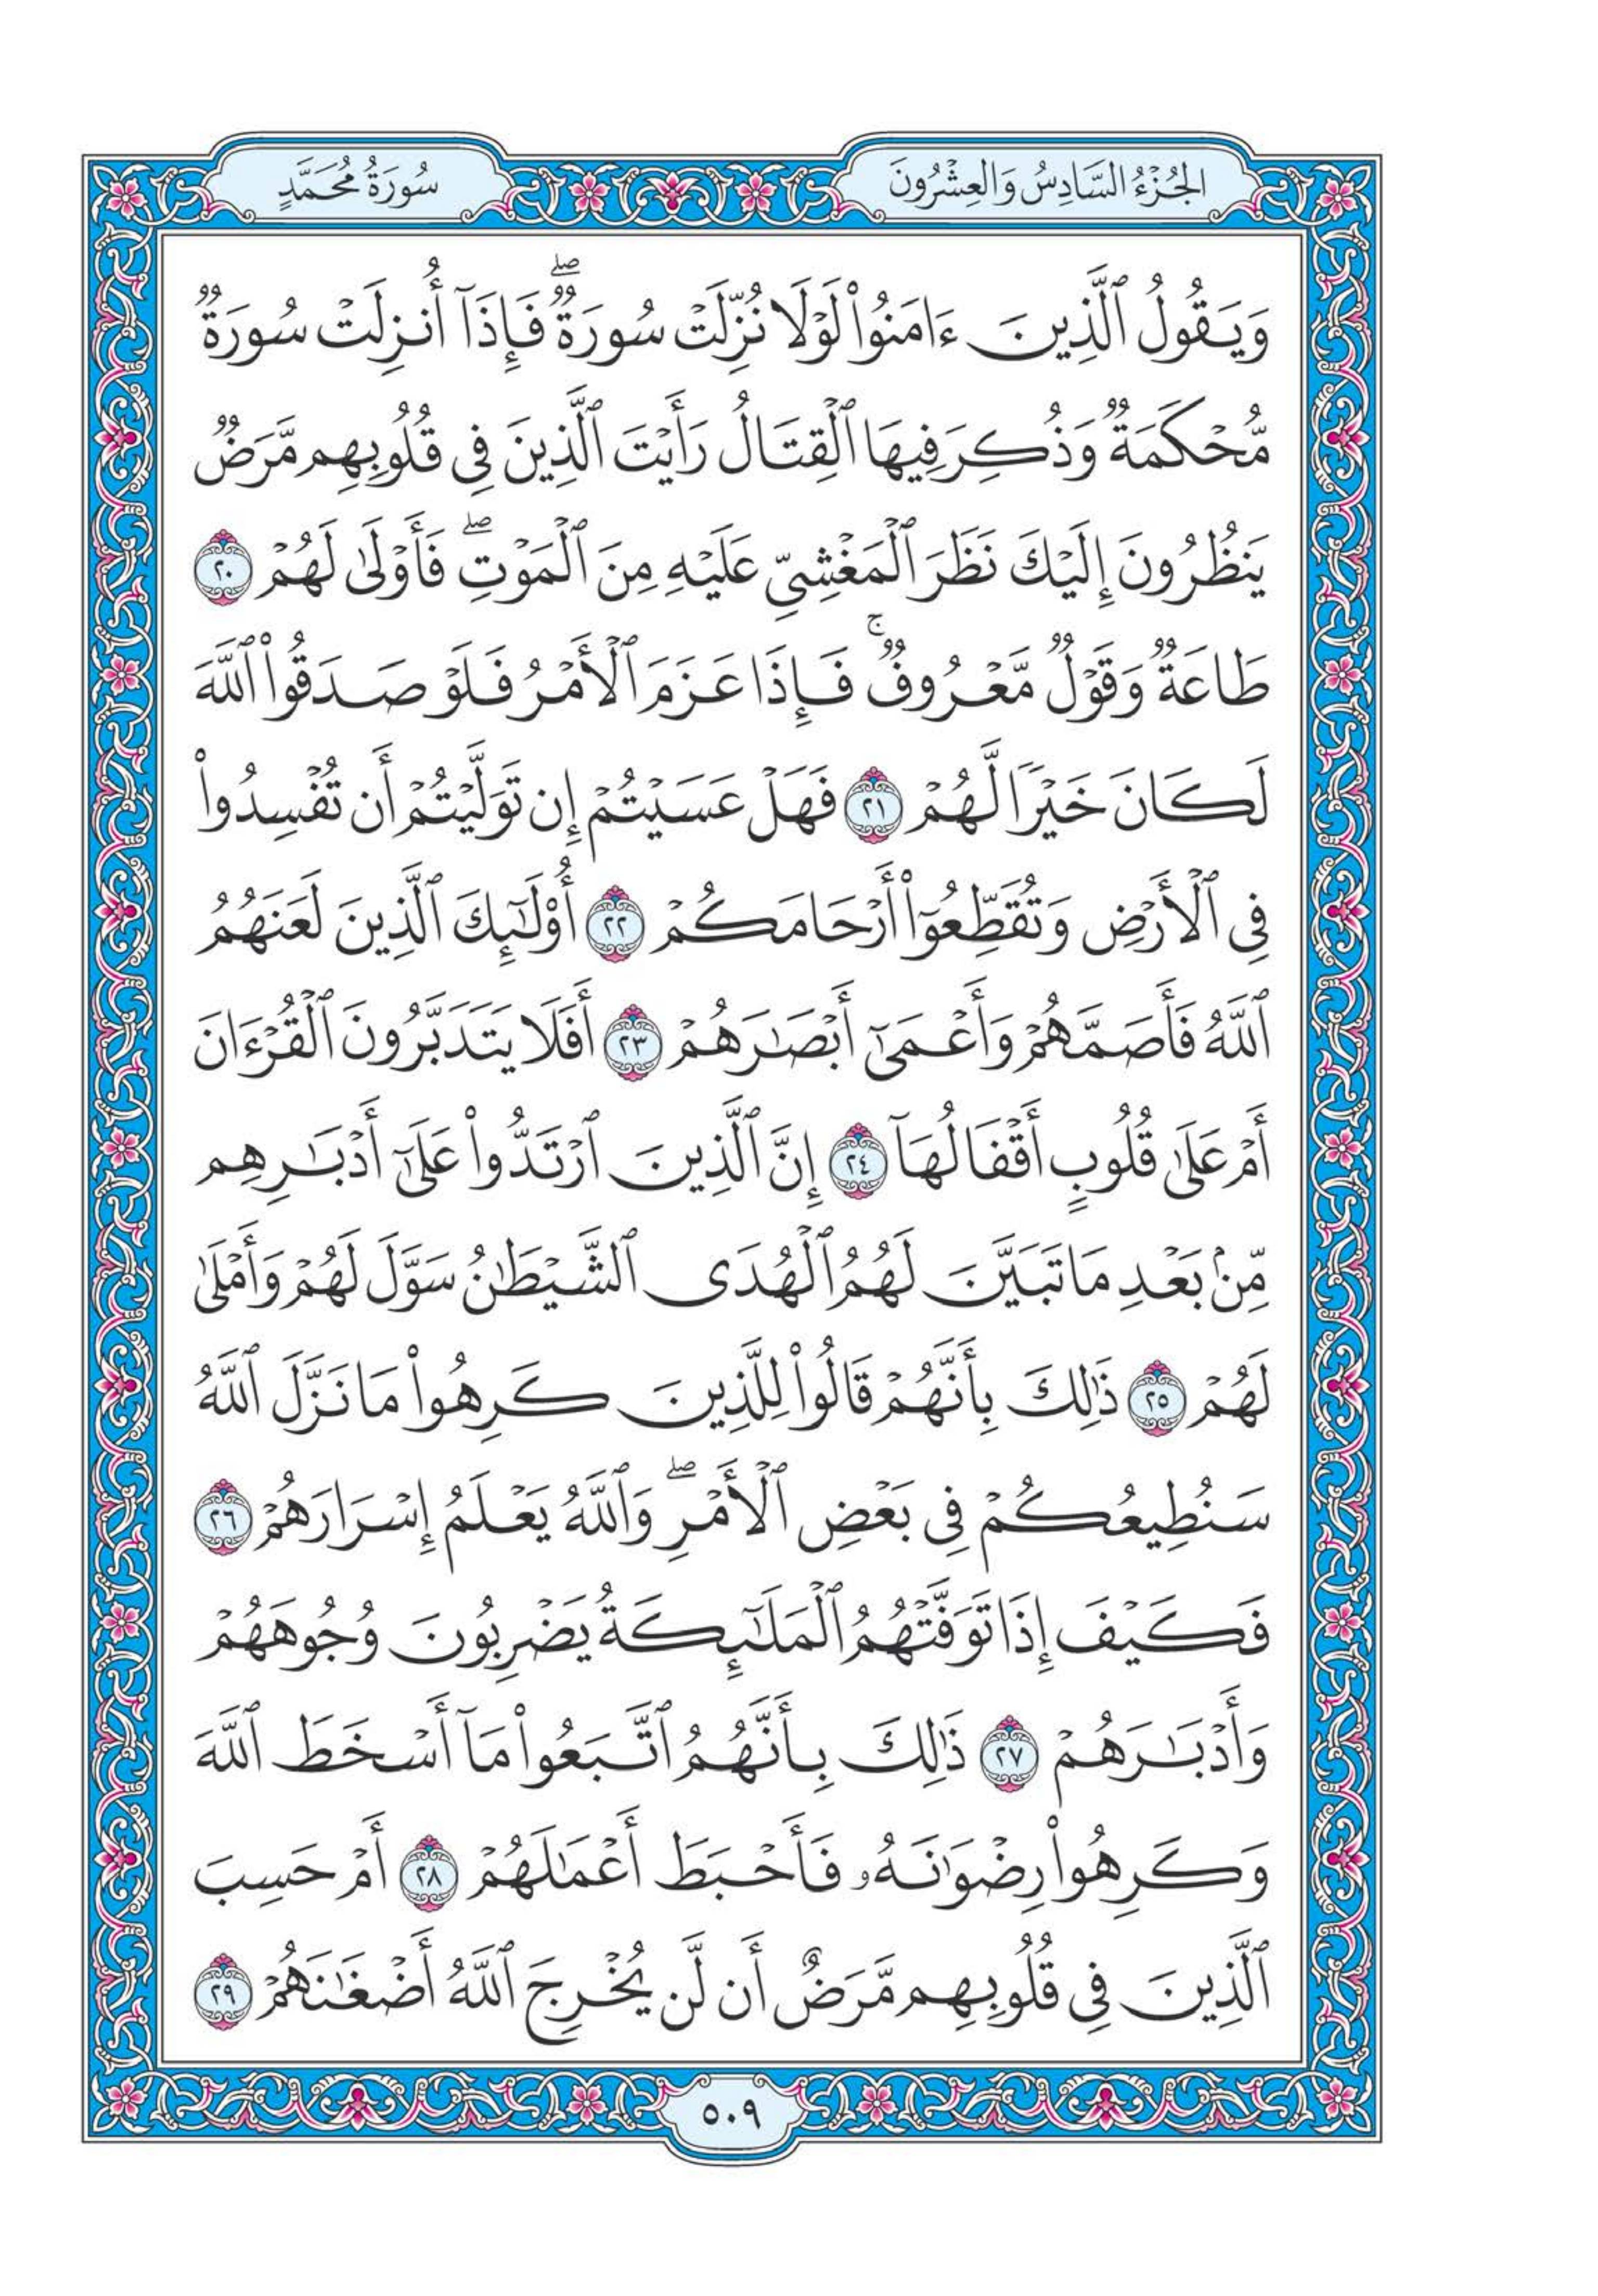 الجُزْءُ السَّادِسُ وَالعِشْرُونَ
سُورَةُ مُحَمَّدٍ
وَيَقُولُ ٱلَّذِينَ ءَامَنُوا۟ لَوْلَا نُزِّلَتْ سُورَةٌۖ فَإِذَآ أُنزِلَتْ سُورَةٌ
مُّحْكَمَةٌ وَذُكِرَ فِيهَا ٱلْقِتَالُ رَأَيْتَ ٱلَّذِينَ فِى قُلُوبِهِم مَّرَضٌ
يَنظُرُونَ إِلَيْكَ نَظَرَ ٱلْمَغْشِىِّ عَلَيْهِ مِنَ ٱلْمَوْتِۖ فَأَوْلَىٰ لَهُمْ ٢٠
طَاعَةٌ وَقَوْلٌ مَّعْرُوفٌۚ فَإِذَا عَزَمَ ٱلْأَمْرُ فَلَوْ صَدَقُوا۟ ٱللَّهَ
لَكَانَ خَيْرًا لَّهُمْ ٢١ فَهَلْ عَسَيْتُمْ إِن تَوَلَّيْتُمْ أَن تُفْسِدُوا۟
فِى ٱلْأَرْضِ وَتُقَطِّعُوٓا۟ أَرْحَامَكُمْ ٢٢ أُو۟لَٰٓئِكَ ٱلَّذِينَ لَعَنَهُمُ
ٱللَّهُ فَأَصَمَّهُمْ وَأَعْمَىٰٓ أَبْصَٰرَهُمْ ٢٣ أَفَلَا يَتَدَبَّرُونَ ٱلْقُرْءَانَ
أَمْ عَلَىٰ قُلُوبٍ أَقْفَالُهَآ ٢٤ إِنَّ ٱلَّذِينَ ٱرْتَدُّوا۟ عَلَىٰٓ أَدْبَٰرِهِم
مِّنۢ بَعْدِ مَا تَبَيَّنَ لَهُمُ ٱلْهُدَى ٱلشَّيْطَٰنُ سَوَّلَ لَهُمْ وَأَمْلَىٰ
لَهُمْ ٢٥ ذَٰلِكَ بِأَنَّهُمْ قَالُوا۟ لِلَّذِينَ كَرِهُوا۟ مَا نَزَّلَ ٱللَّهُ
سَنُطِيعُكُمْ فِى بَعْضِ ٱلْأَمْرِۖ وَٱللَّهُ يَعْلَمُ إِسْرَارَهُمْ ٢٦
فَكَيْفَ إِذَا تَوَفَّتْهُمُ ٱلْمَلَٰٓئِكَةُ يَضْرِبُونَ وُجُوهَهُمْ
وَأَدْبَٰرَهُمْ ٢٧ ذَٰلِكَ بِأَنَّهُمُ ٱتَّبَعُوا۟ مَآ أَسْخَطَ ٱللَّهَ
وَكَرِهُوا۟ رِضْوَٰنَهُۥ فَأَحْبَطَ أَعْمَٰلَهُمْ ٢٨ أَمْ حَسِبَ
ٱلَّذِينَ فِى قُلُوبِهِم مَّرَضٌ أَن لَّن يُخْرِجَ ٱللَّهُ أَضْغَٰنَهُمْ ٢٩
٥٠٩